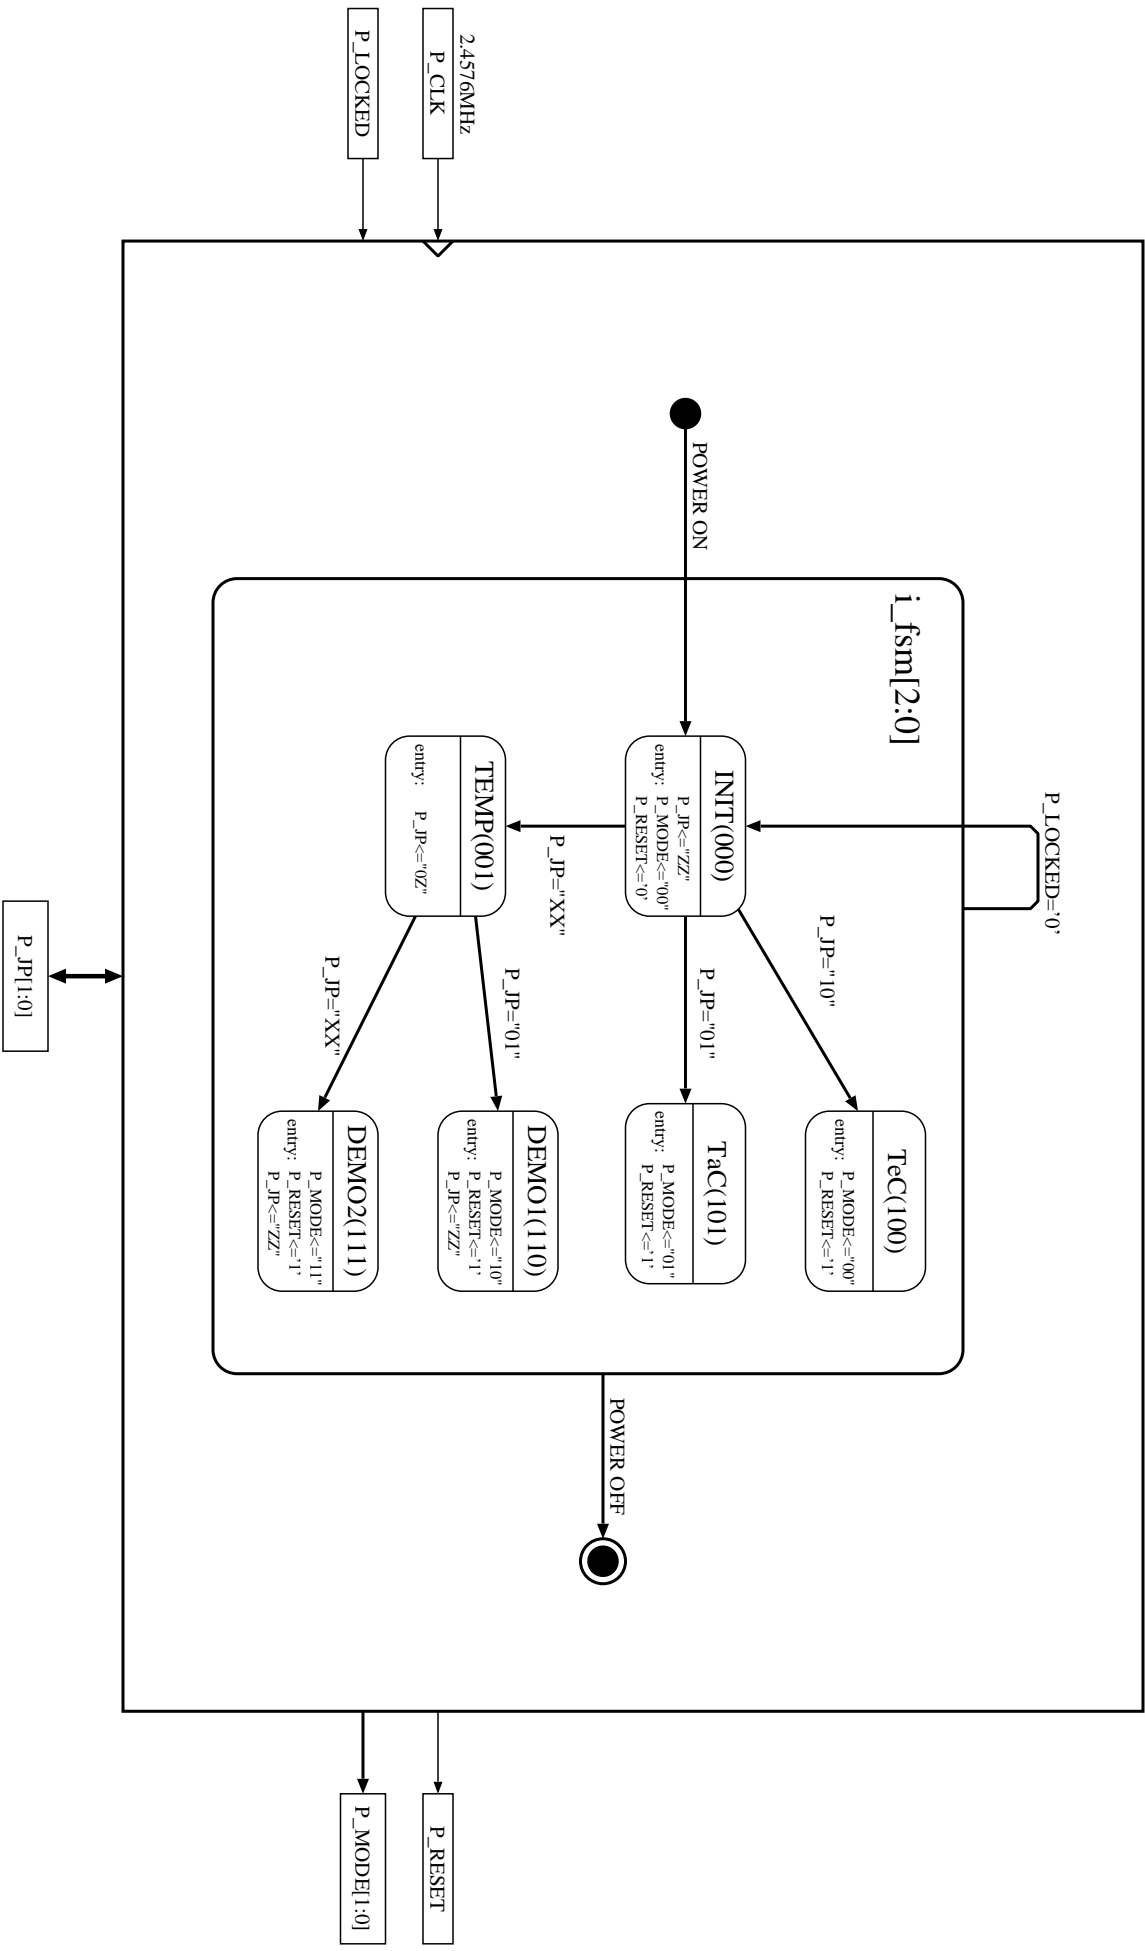 P_LOCKED='0'
i_fsm[2:0]
POWER ON
INIT(000)
entry:
P_JP<="ZZ"
P_MODE<="00"
P_RESET<='0'
P_JP="10"
TeC(100)
entry:
P_MODE<="00"
P_RESET<='1'
P_JP="01"
TaC(101)
entry:
P_MODE<="01"
P_RESET<='1'
POWER OFF
P_JP="XX"
TEMP(001)
entry:
P_JP<="0Z"
P_JP="01"
DEMO1(110)
entry:
P_MODE<="10"
P_RESET<='1'
P_JP<="ZZ"
P_JP="XX"
DEMO2(111)
entry:
P_MODE<="11"
P_RESET<='1'
P_JP<="ZZ"
2.4576MHz
P_CLK
P_LOCKED
P_RESET
P_MODE[1:0]
P_JP[1:0]